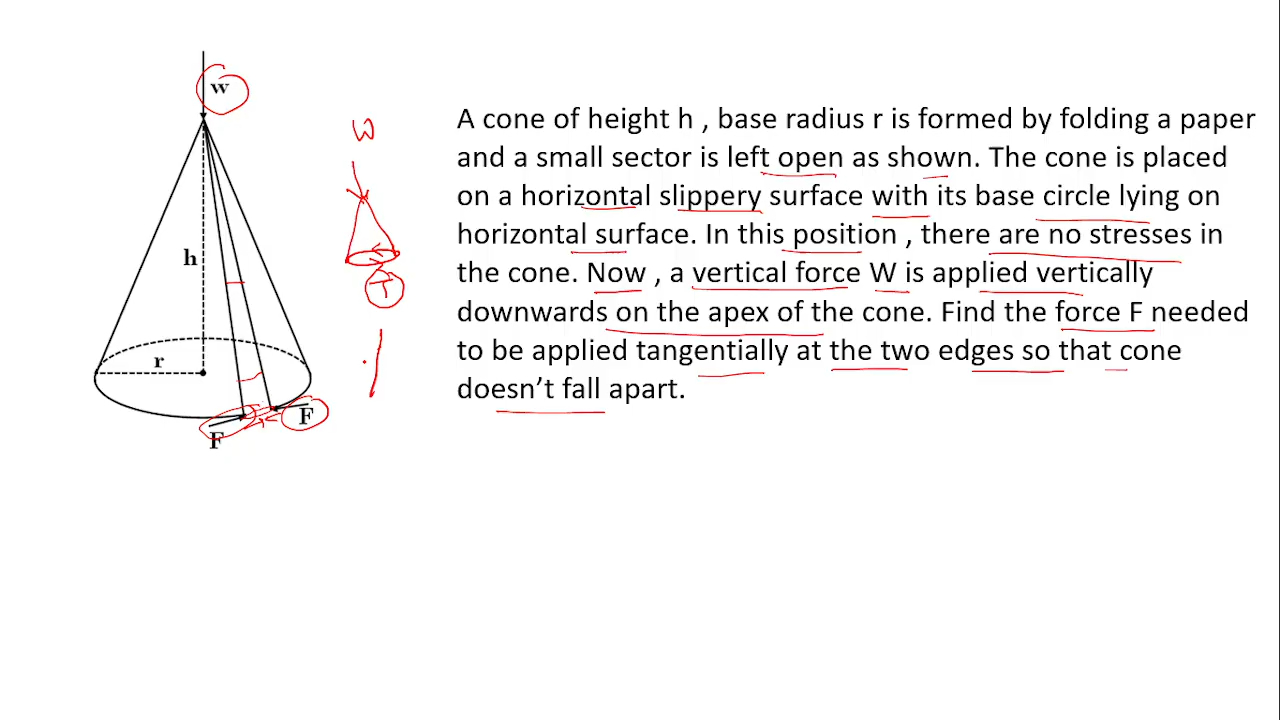 w
W
h
T
r
F
F
A cone of height h , base radius r is formed by folding a paper
and a small sector is left open as shown. The cone is placed
on a horizontal slippery surface with its base circle lying on
horizontal surface. In this position , there are no stresses in
the cone. Now , a vertical force W is applied vertically
downwards on the apex of the cone. Find the force F needed
to be applied tangentially at the two edges so that cone
doesn’t fall apart.